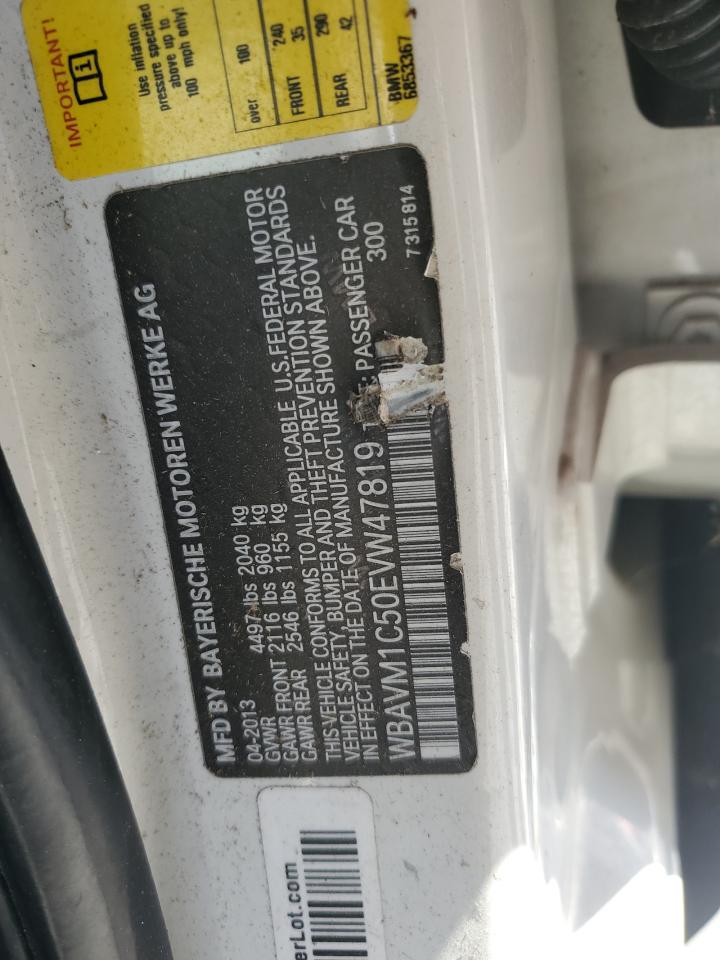 IMPORTANT!
Use inflation
pressure specified
above up to
100 mph only!
over 100
240
FRONT 35
290
REAR 42
BMW
6853367
MFD BY BAYERISCHE MOTOREN WERKE AG
04-2013
GVWR 4497 lbs 2040 kg
GAWR FRONT 2116 lbs 960 kg
GAWR REAR 2546 lbs 1155 kg
THIS VEHICLE CONFORMS TO ALL APPLICABLE U.S. FEDERAL MOTOR
VEHICLE SAFETY, BUMPER AND THEFT PREVENTION STANDARDS
IN EFFECT ON THE DATE OF MANUFACTURE SHOWN ABOVE.
WBAVM1C50EVW47819 PASSENGER CAR
300
7 315 814
erLot.com